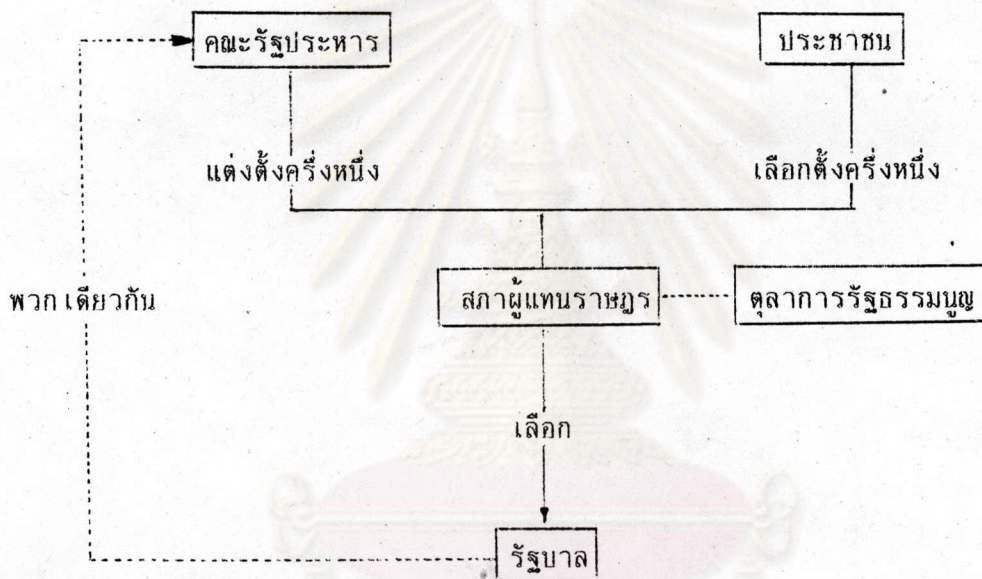 คณะรัฐประหาร
ประชาชน
แต่งตั้งครึ่งหนึ่ง
เลือกตั้งครึ่งหนึ่ง
พวกเดียวกัน
สภาผู้แทนราษฎร
ตุลาการรัฐธรรมนูญ
เลือก
รัฐบาล